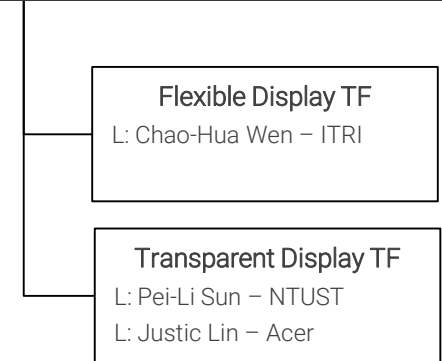 Flexible Display TF
L: Chao-Hua Wen – ITRI
Transparent Display TF
L: Pei-Li Sun – NTUST
L: Justic Lin – Acer